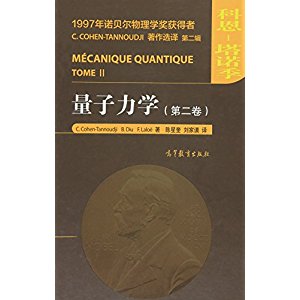 1997年诺贝尔物理学奖获得者
C. COHEN-TANNOUDJI 著作选译 第二辑
MÉCANIQUE QUANTIQUE
TOME II
科恩-塔诺季
量子力学(第二卷)
C. Cohen-Tannoudji B. Diu F. Laloë 著 陈星奎 刘家谟 译
高等教育出版社